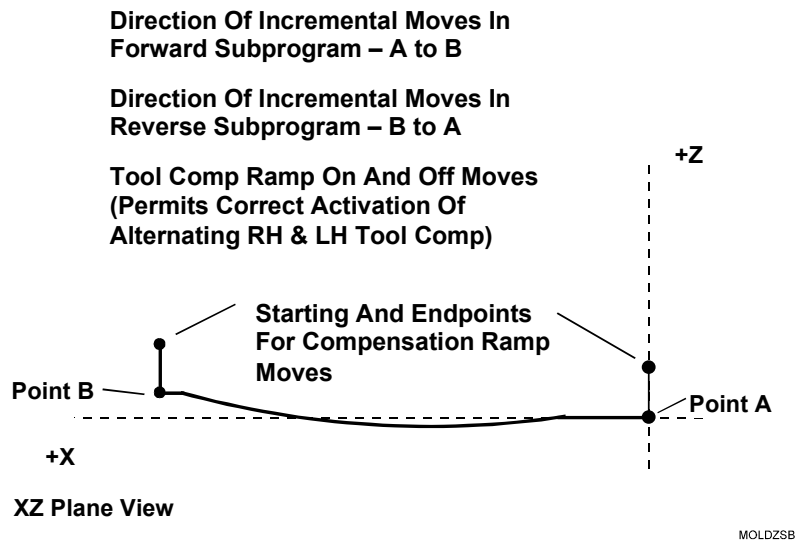 Direction Of Incremental Moves In
Forward Subprogram – A to B
Direction Of Incremental Moves In
Reverse Subprogram – B to A
+Z
Tool Comp Ramp On And Off Moves
(Permits Correct Activation Of
Alternating RH & LH Tool Comp)
Starting And Endpoints
For Compensation Ramp
Moves
Point B
Point A
+X
XZ Plane View
MOLDZSB